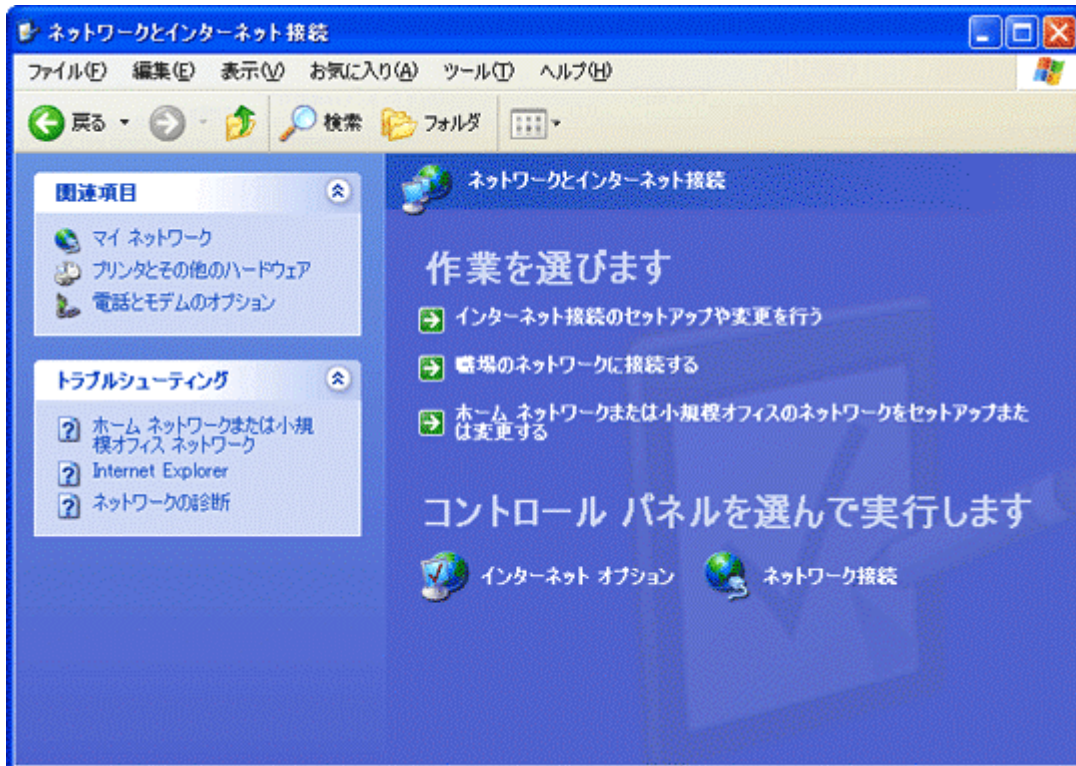 ネットワークとインターネット接続
ファイル(F) 編集(E) 表示(V) お気に入り(A) ツール(T) ヘルプ(H)
戻る 検索 フォルダ
関連項目
マイ ネットワーク
プリンタとその他のハードウェア
電話とモデムのオプション
トラブルシューティング
ホーム ネットワークまたは小規
模オフィス ネットワーク
Internet Explorer
ネットワークの診断
ネットワークとインターネット接続
作業を選びます
インターネット接続のセットアップや変更を行う
職場のネットワークに接続する
ホーム ネットワークまたは小規模オフィスのネットワークをセットアップまた
は変更する
コントロール パネルを選んで実行します
インターネット オプション
ネットワーク接続